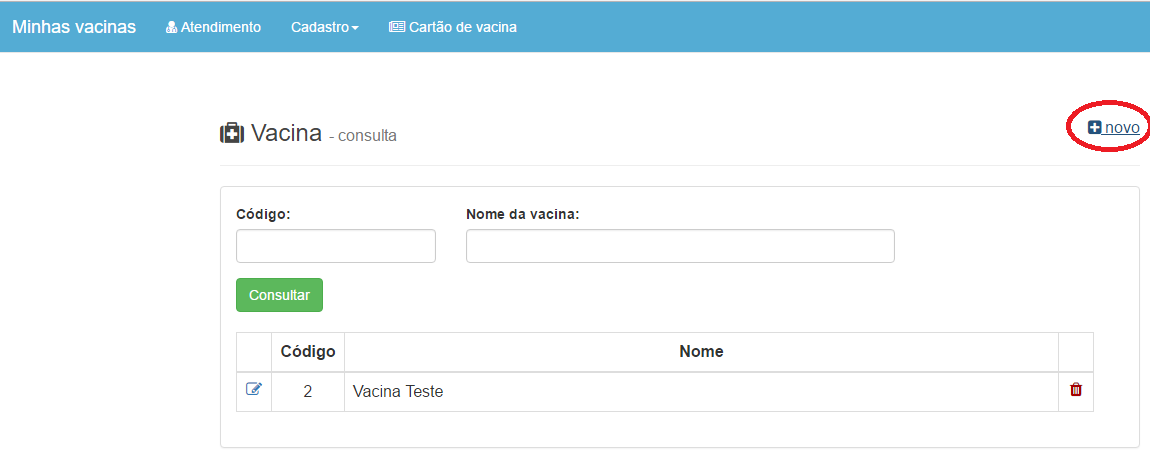 Minhas vacinas Atendimento Cadastro Cartão de vacina
Vacina - consulta novo
Código: Nome da vacina:
Consultar
Código Nome
2 Vacina Teste